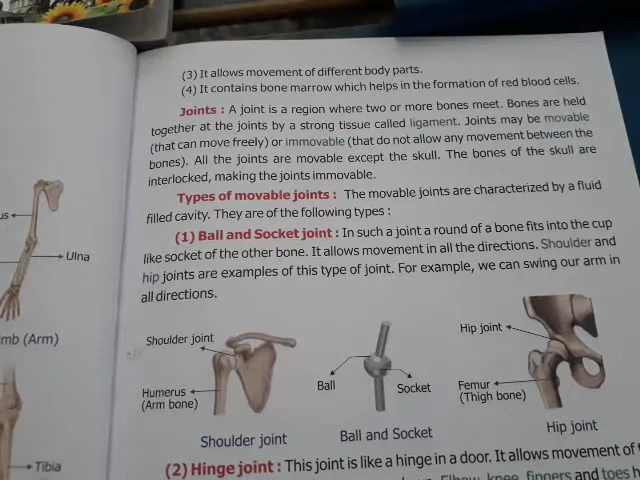 (3) It allows movement of different body parts.
(4) It contains bone marrow which helps in the formation of red blood cells.
Joints : A joint is a region where two or more bones meet. Bones are held
together at the joints by a strong tissue called ligament. Joints may be movable
(that can move freely) or immovable (that do not allow any movement between the
bones). All the joints are movable except the skull. The bones of the skull are
interlocked, making the joints immovable.
Types of movable joints : The movable joints are characterized by a fluid
filled cavity. They are of the following types :
(1) Ball and Socket joint : In such a joint a round of a bone fits into the cup
like socket of the other bone. It allows movement in all the directions. Shoulder and
hip joints are examples of this type of joint. For example, we can swing our arm in
all directions.
Ulna
(Arm)
Tibia
Shoulder joint
Humerus
(Arm bone)
Shoulder joint
Ball
Socket
Ball and Socket
Hip joint
Femur
(Thigh bone)
Hip joint
(2) Hinge joint : This joint is like a hinge in a door. It allows movement of
Elbow, knee, fingers and toes